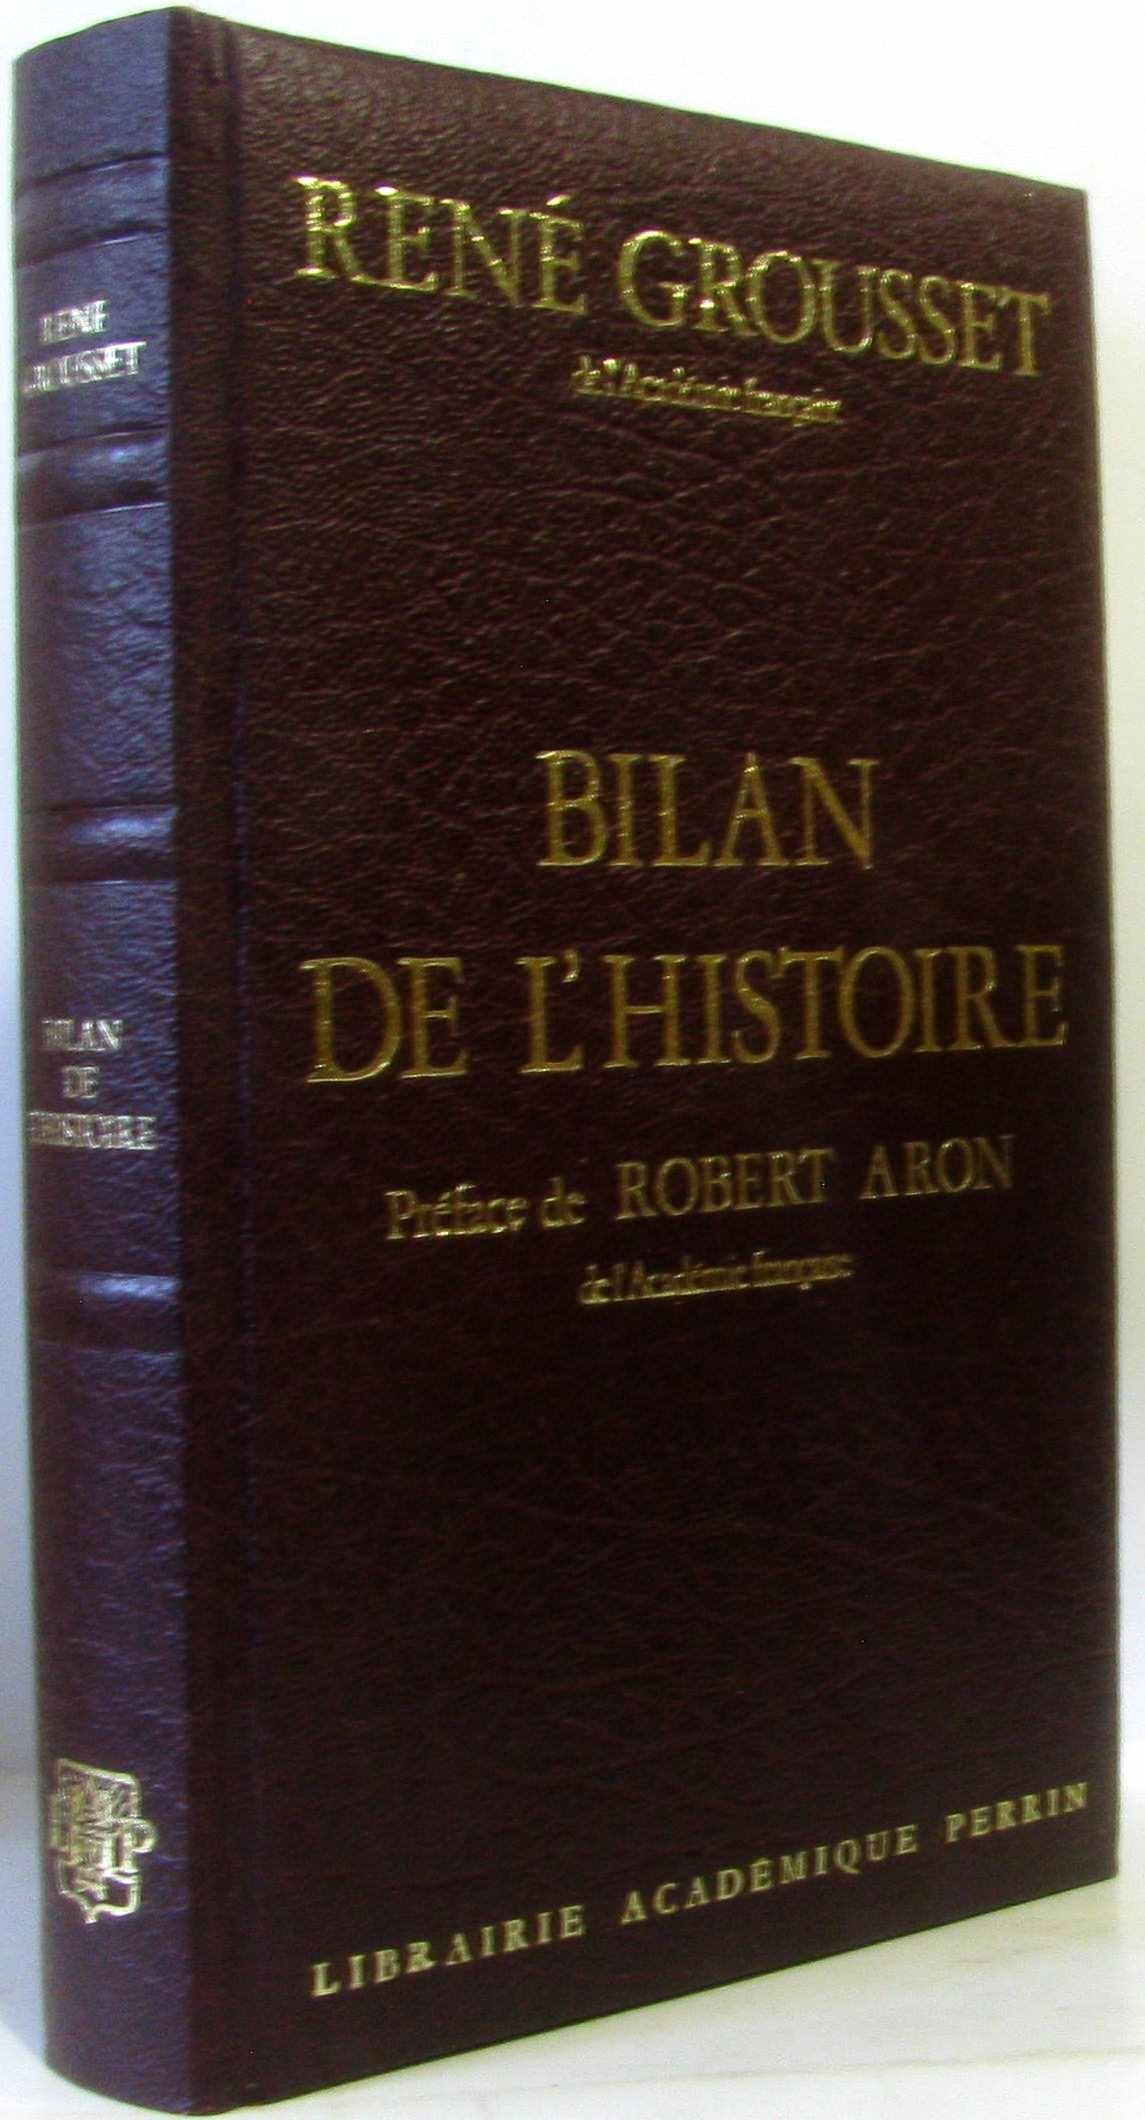 RENÉ GROUSSET
de l'Académie française
BILAN
DE L'HISTOIRE
Préface de ROBERT ARON
de l'Académie française
LIBRAIRIE ACADÉMIQUE PERRIN
RENÉ
GROUSSET
BILAN
DE
L'HISTOIRE